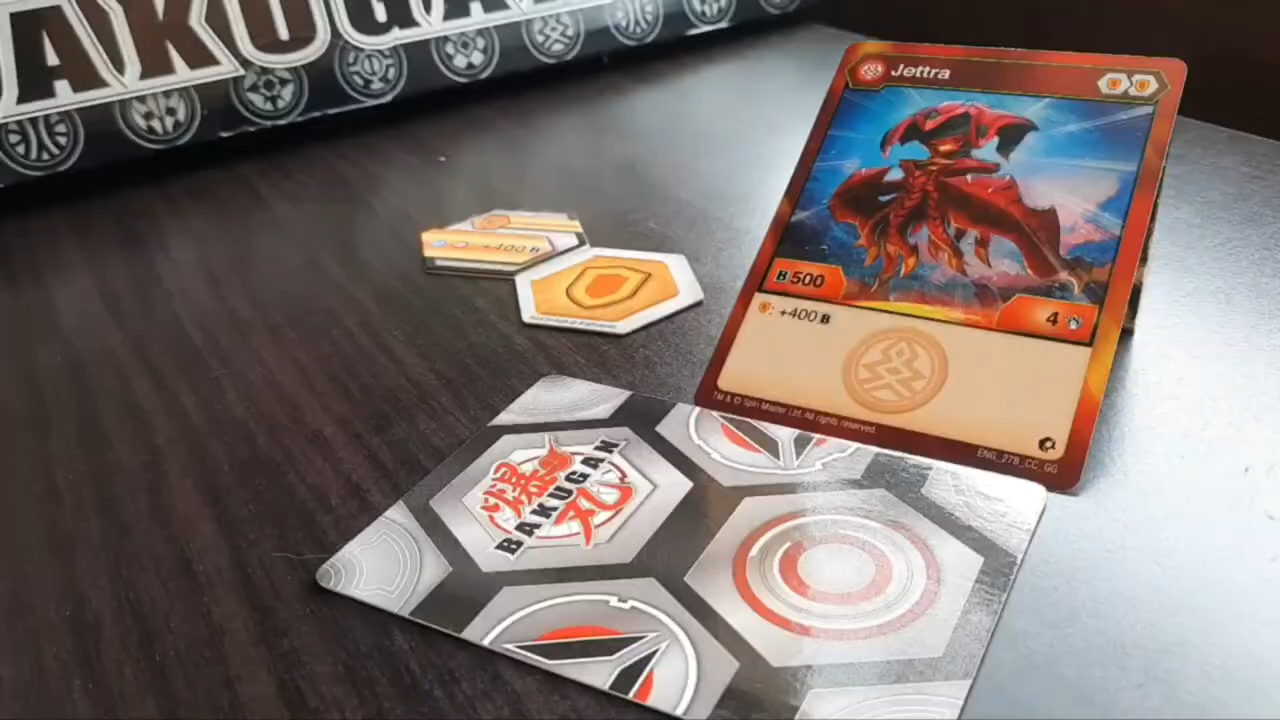 AKUGA
Jettra
B 500
4
+400 B
TM & © Spin Master Ltd. All rights reserved.
ENG_278_CC_GG
+400 B
爆丸
BAKUGAN